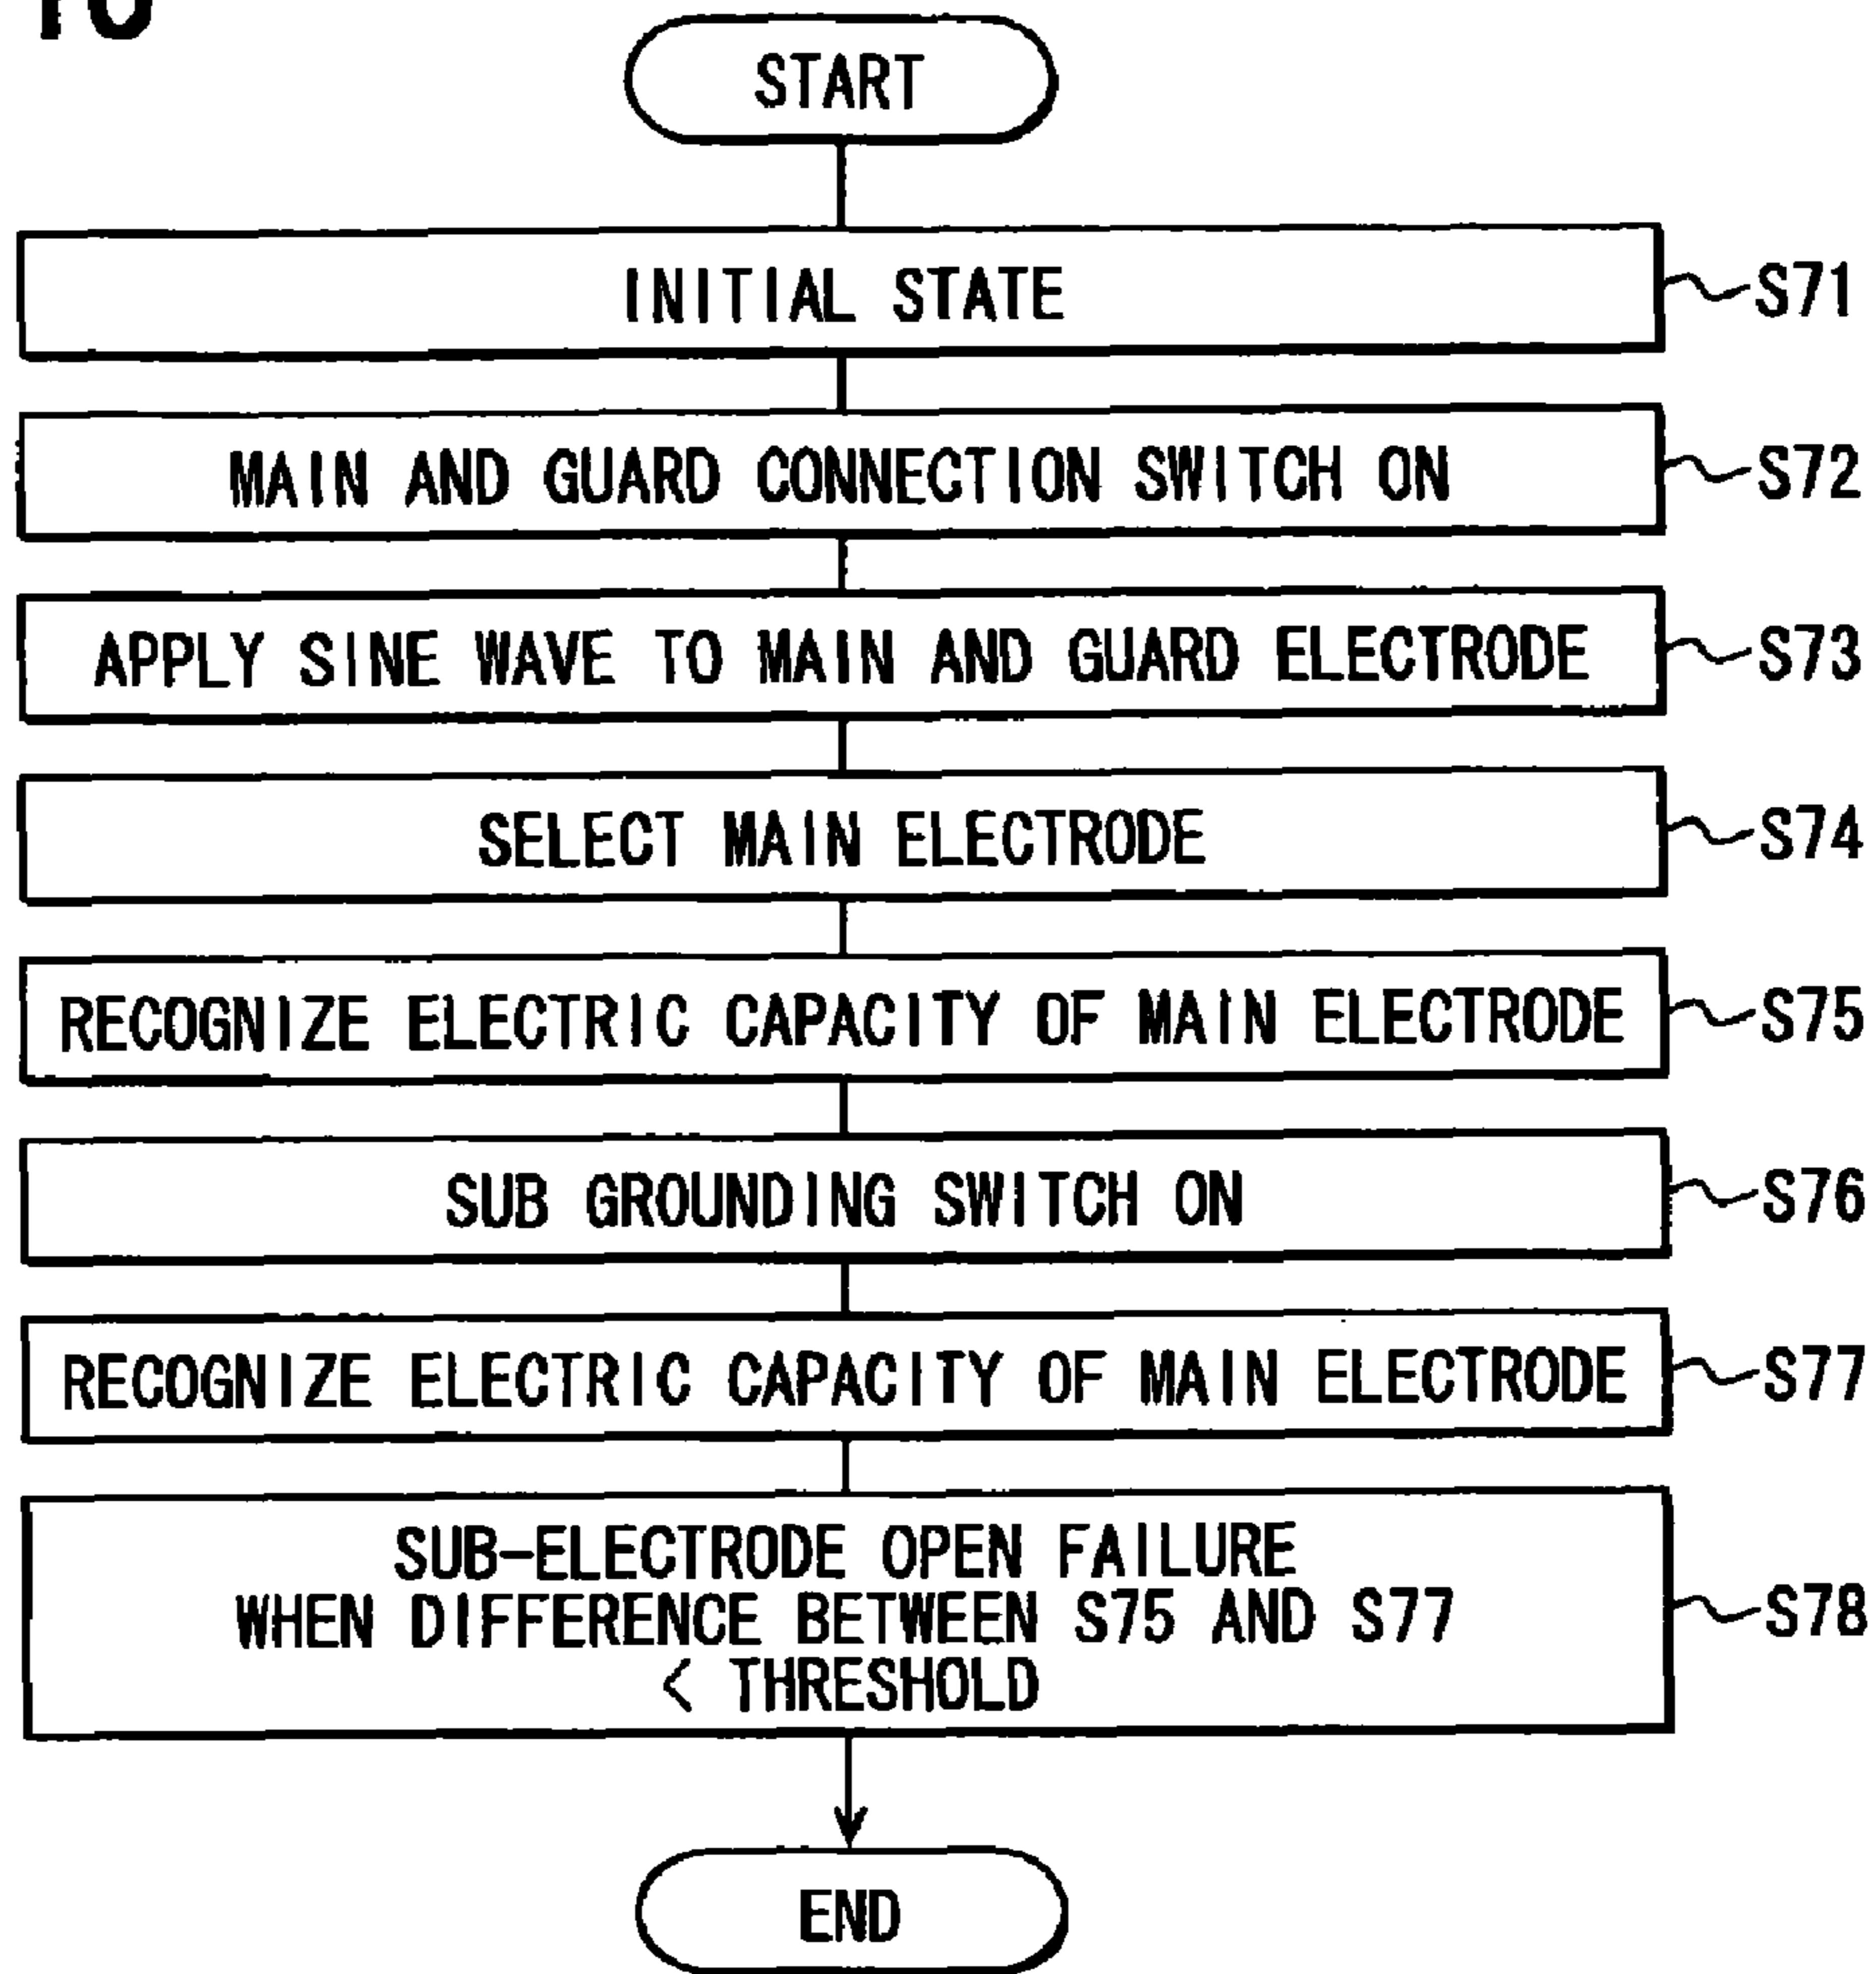 START
INITIAL STATE
S71
MAIN AND GUARD CONNECTION SWITCH ON
S72
APPLY SINE WAVE TO MAIN AND GUARD ELECTRODE
S73
SELECT MAIN ELECTRODE
S74
RECOGNIZE ELECTRIC CAPACITY OF MAIN ELECTRODE
S75
SUB GROUNDING SWITCH ON
S76
RECOGNIZE ELECTRIC CAPACITY OF MAIN ELECTRODE
S77
SUB-ELECTRODE OPEN FAILURE
WHEN DIFFERENCE BETWEEN S75 AND S77
< THRESHOLD
S78
END